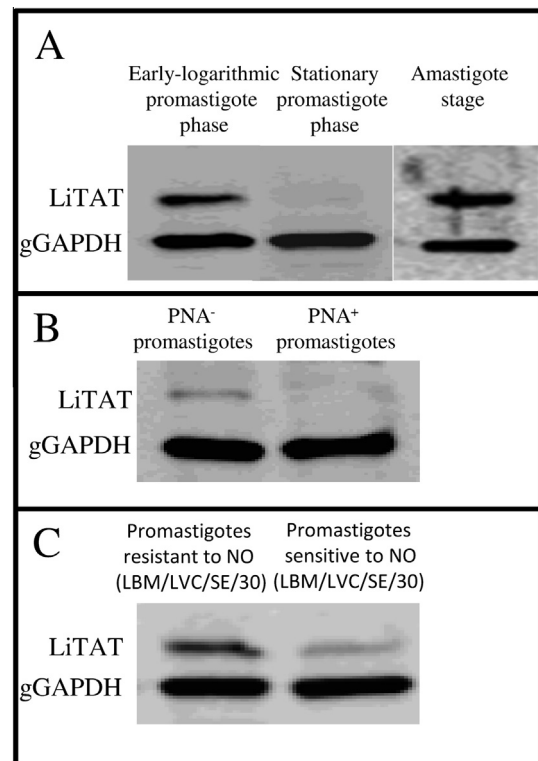 A
Early-logarithmic promastigote phase
Stationary promastigote phase
Amastigote stage
LiTAT
gGAPDH
B
PNA- promastigotes
PNA+ promastigotes
LiTAT
gGAPDH
C
Promastigotes resistant to NO (LBM/LVC/SE/30)
Promastigotes sensitive to NO (LBM/LVC/SE/30)
LiTAT
gGAPDH